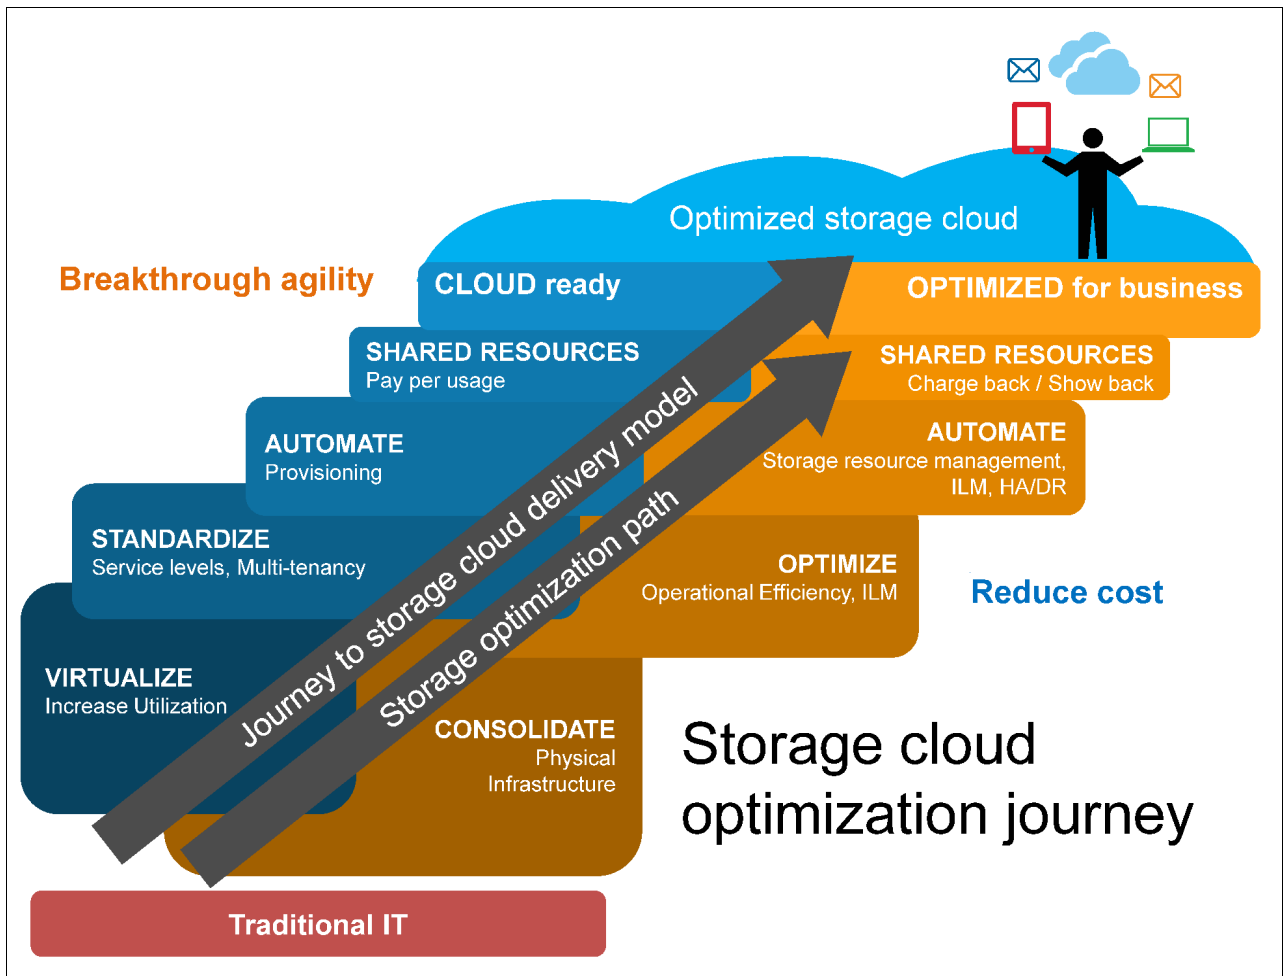 Optimized storage cloud
Breakthrough agility
CLOUD ready
OPTIMIZED for business
SHARED RESOURCES
Pay per usage
SHARED RESOURCES
Charge back / Show back
AUTOMATE
Provisioning
AUTOMATE
Storage resource management,
ILM, HA/DR
STANDARDIZE
Service levels, Multi-tenancy
OPTIMIZE
Operational Efficiency, ILM
Reduce cost
VIRTUALIZE
Increase Utilization
CONSOLIDATE
Physical
Infrastructure
Journey to storage cloud delivery model
Storage optimization path
Storage cloud
optimization journey
Traditional IT